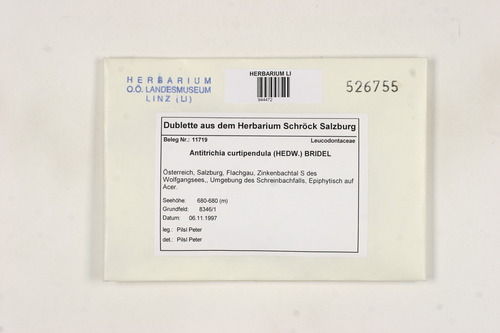 HERBARIUM
O.Ö. LANDESMUSEUM
LINZ (LI)
HERBARIUM LI
944472
526755
Dublette aus dem Herbarium Schröck Salzburg
Beleg Nr.: 11719 Leucodontaceae
Antitrichia curtipendula (HEDW.) BRIDEL
Österreich, Salzburg, Flachgau, Zinkenbachtal S des
Wolfgangsees,, Umgebung des Schreinbachfalls, Epiphytisch auf
Acer.
Seehöhe: 680-680 (m)
Grundfeld: 8346/1
Datum: 06.11.1997
leg.: Pilsl Peter
det.: Pilsl Peter